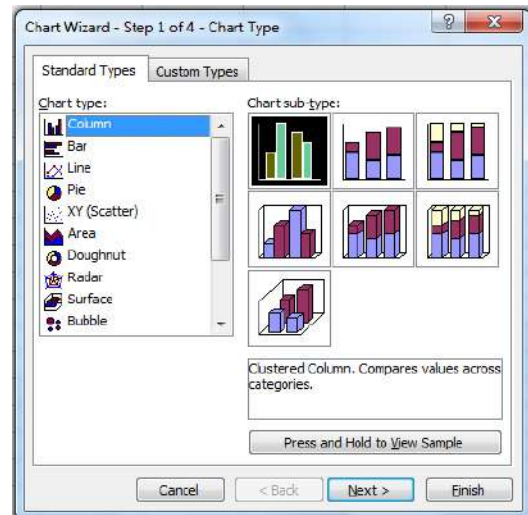 Chart Wizard - Step 1 of 4 - Chart Type
Standard Types
Custom Types
Chart type:
Column
Bar
Line
Pie
XY (Scatter)
Area
Doughnut
Radar
Surface
Bubble
Chart sub-type:
Clustered Column. Compares values across
categories.
Press and Hold to View Sample
Cancel
< Back
Next >
Finish